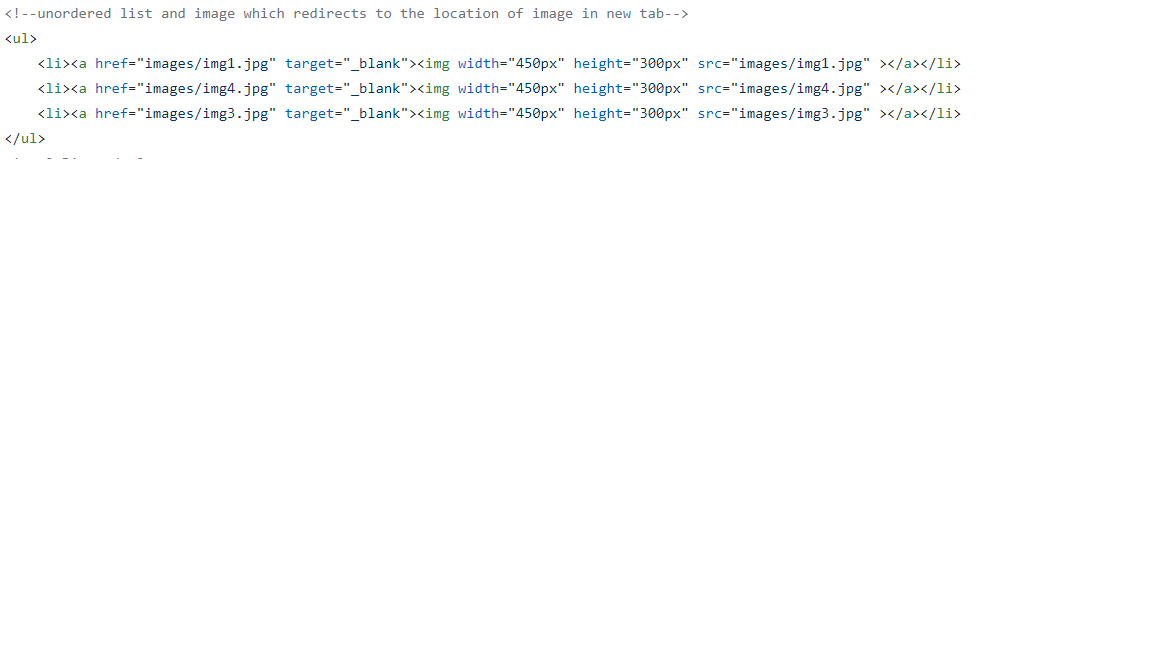 <!--unordered list and image which redirects to the location of image in new tab-->
<ul>
    <li><a href="images/img1.jpg" target="_blank"><img width="450px" height="300px" src="images/img1.jpg" ></a></li>
    <li><a href="images/img4.jpg" target="_blank"><img width="450px" height="300px" src="images/img4.jpg" ></a></li>
    <li><a href="images/img3.jpg" target="_blank"><img width="450px" height="300px" src="images/img3.jpg" ></a></li>
</ul>